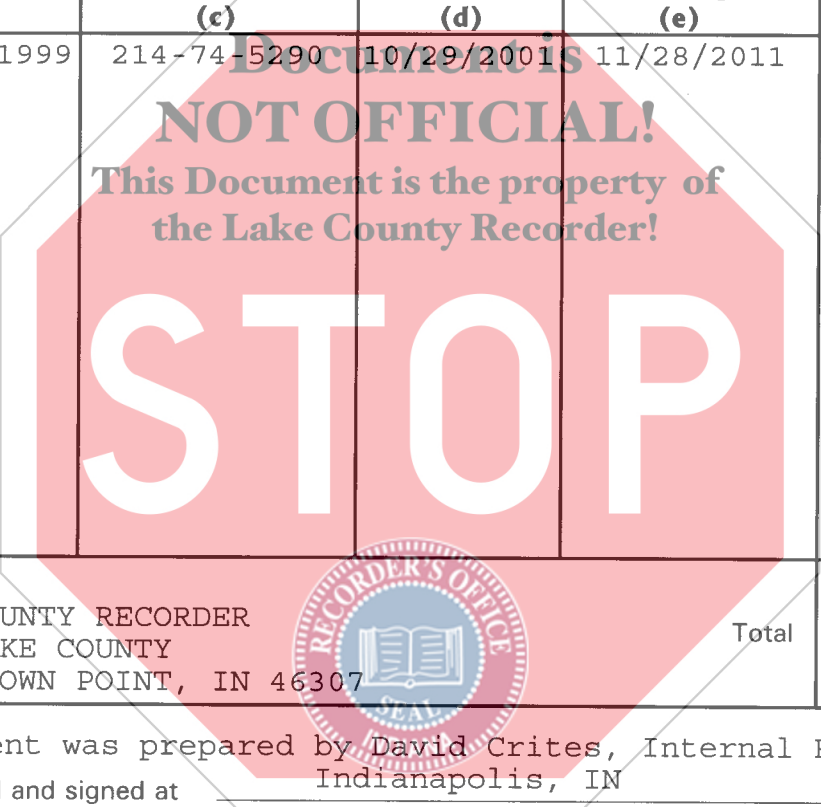 (c) (d) (e)
1999 214-74-5290 10/29/2001 11/28/2011
Document is
NOT OFFICIAL!
This Document is the property of
the Lake County Recorder!
STOP
RECORDER'S OFFICE
SEAL
UNTY RECORDER
KE COUNTY
OWN POINT, IN 46307
Total
ent was prepared by David Crites, Internal
Indianapolis, IN
and signed at